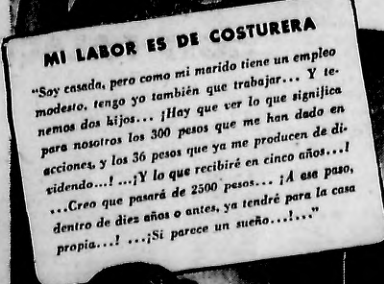 MI LABOR ES DE COSTURERA
"Soy casada, pero como mi marido tiene un empleo
modesto, tengo yo también que trabajar... Y te-
nemos dos hijos... ¡Hay que ver lo que significa
para nosotros los 300 pesos que me han dado en
acciones, y los 36 pesos que ya me producen de di-
videndo...! ...¡Y lo que recibiré en cinco años...!
...Creo que pasará de 2500 pesos... ¡A ese paso,
dentro de diez años o antes, ya tendré para la casa
propia...! ...¡Si parece un sueño...!..."